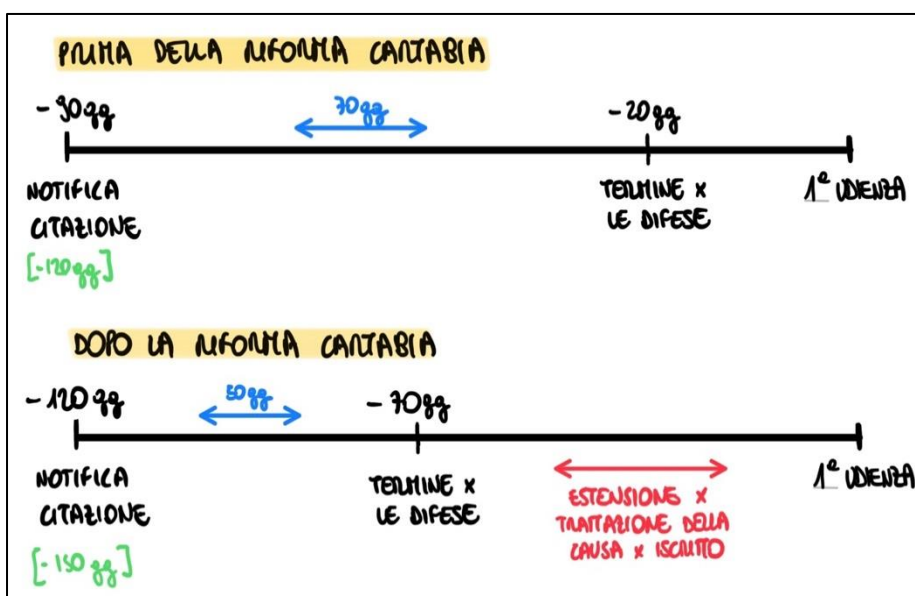 PRIMA DELLA RIFORMA CARTABIA
- 90gg
70gg
- 20gg
NOTIFICA
CITAZIONE
[-120gg]
TERMINE x
LE DIFESE
1ª UDIENZA
DOPO LA RIFORMA CARTABIA
- 120gg
50gg
- 70gg
NOTIFICA
CITAZIONE
[-150gg]
TERMINE x
LE DIFESE
ESTENSIONE x
TRATTAZIONE DELLA
CAUSA x ISCRITTO
1ª UDIENZA